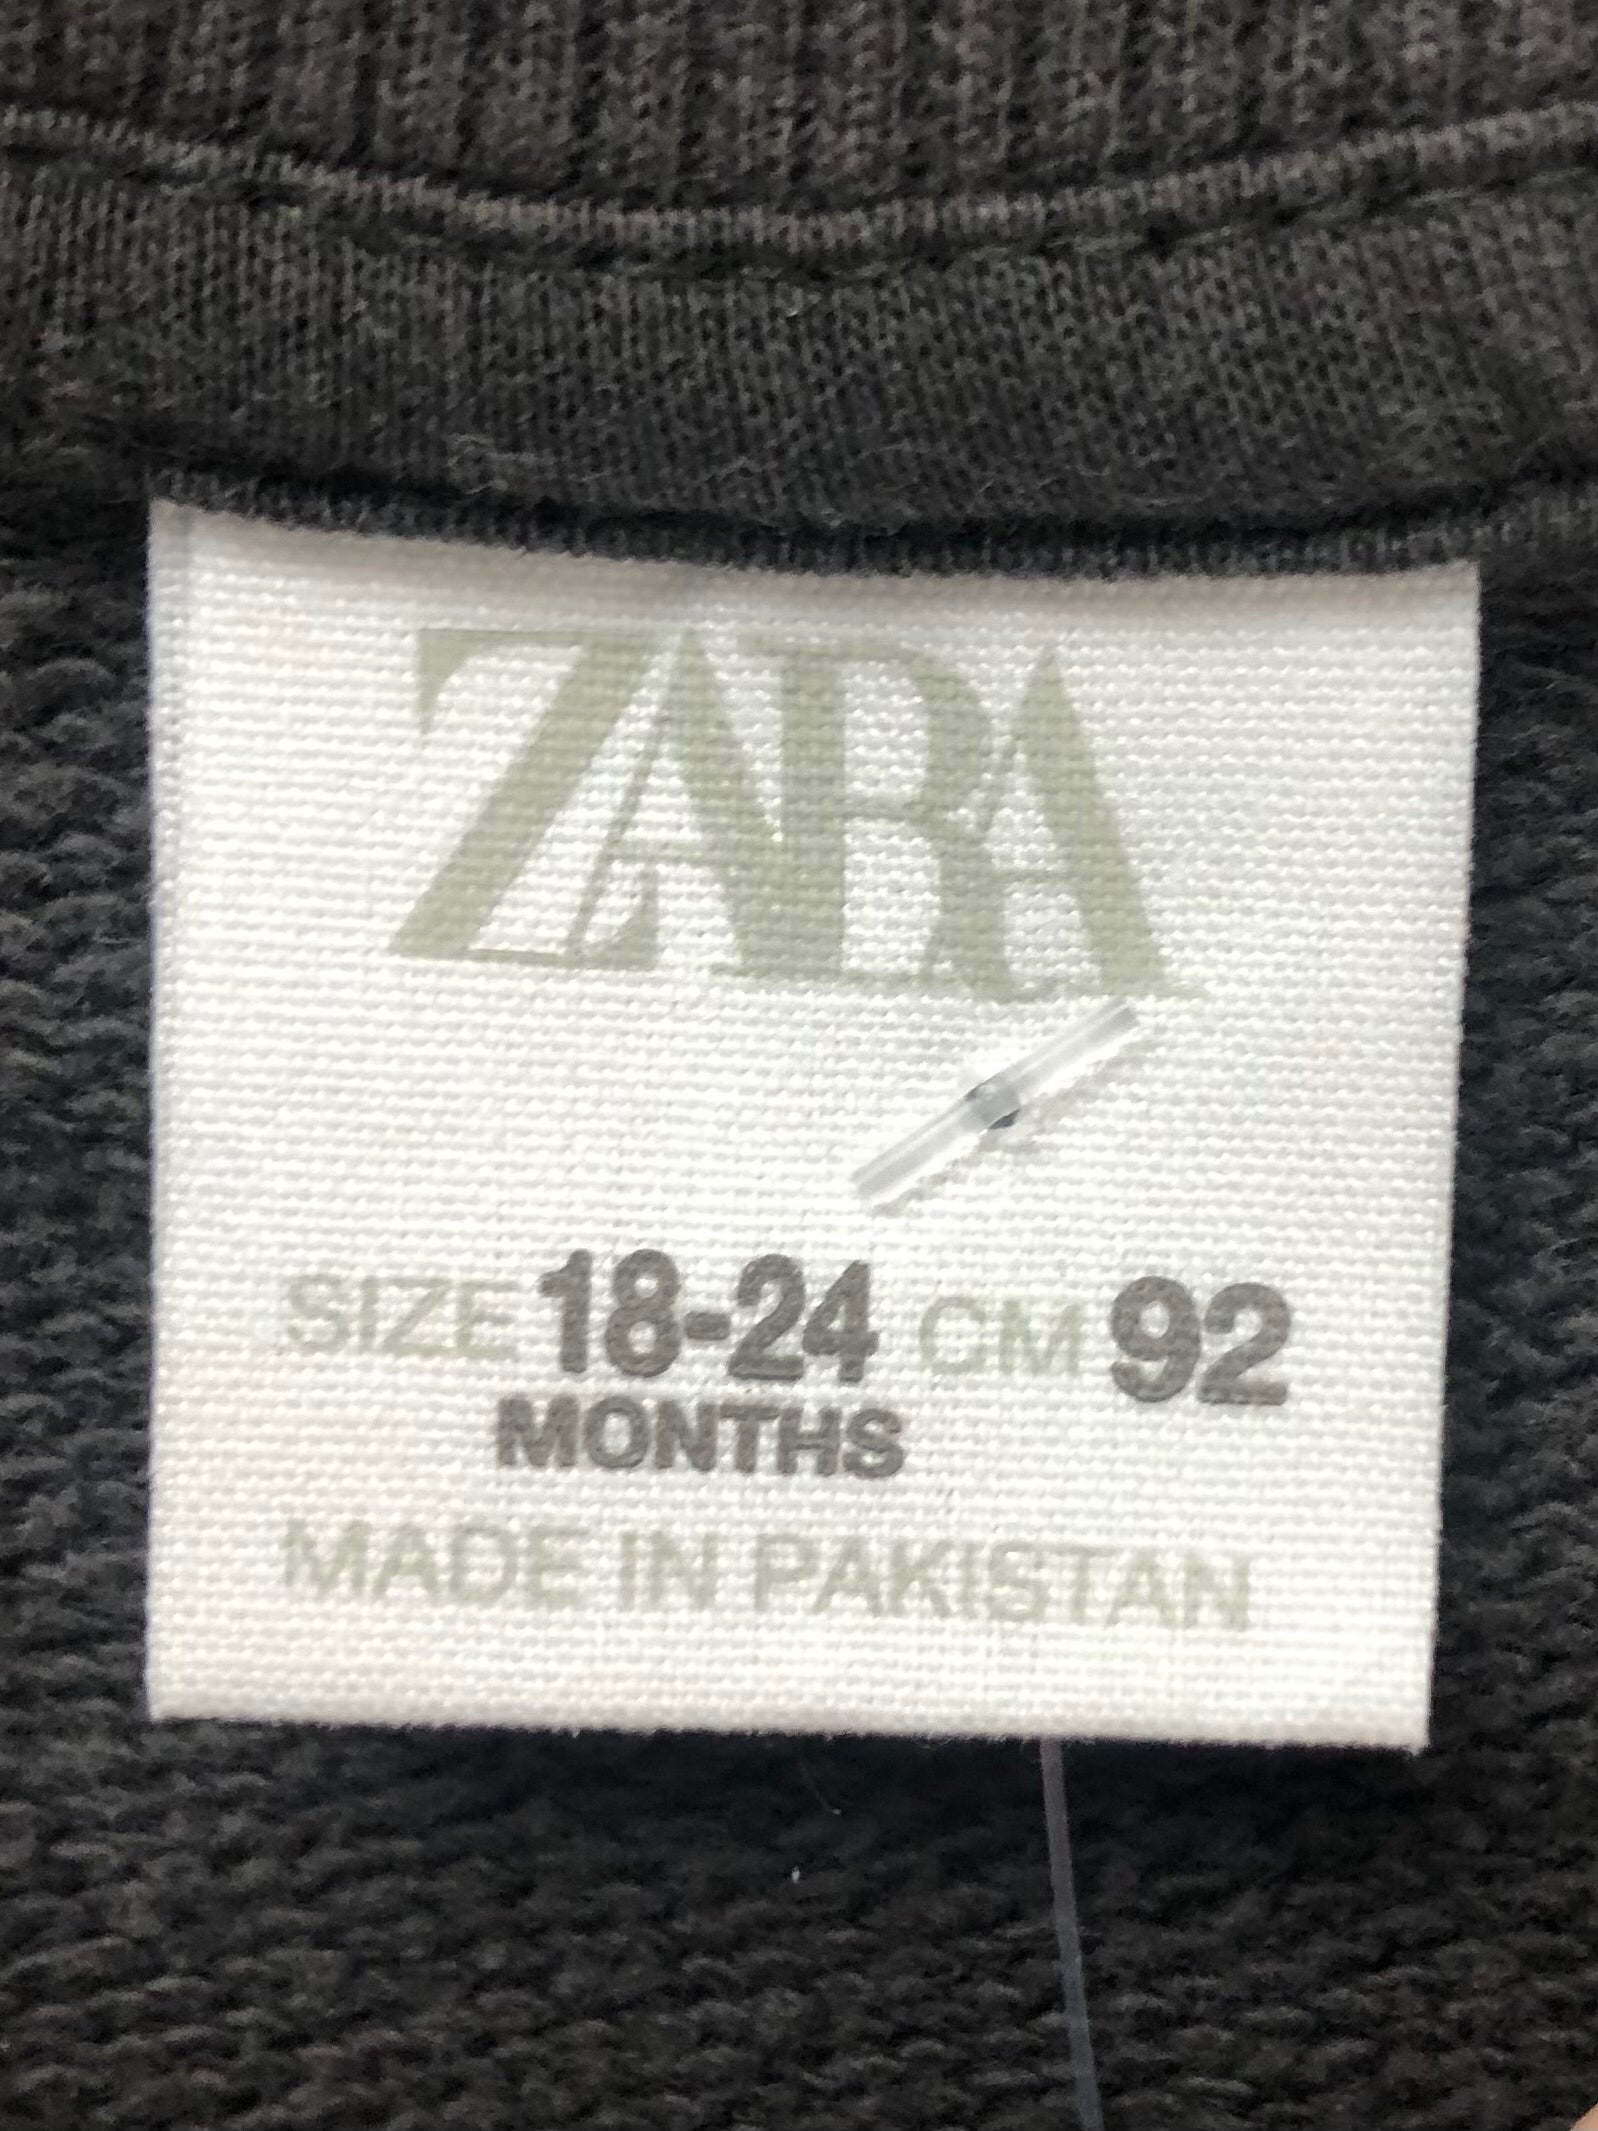 ZARA
SIZE 18-24 CM 92
MONTHS
MADE IN PAKISTAN